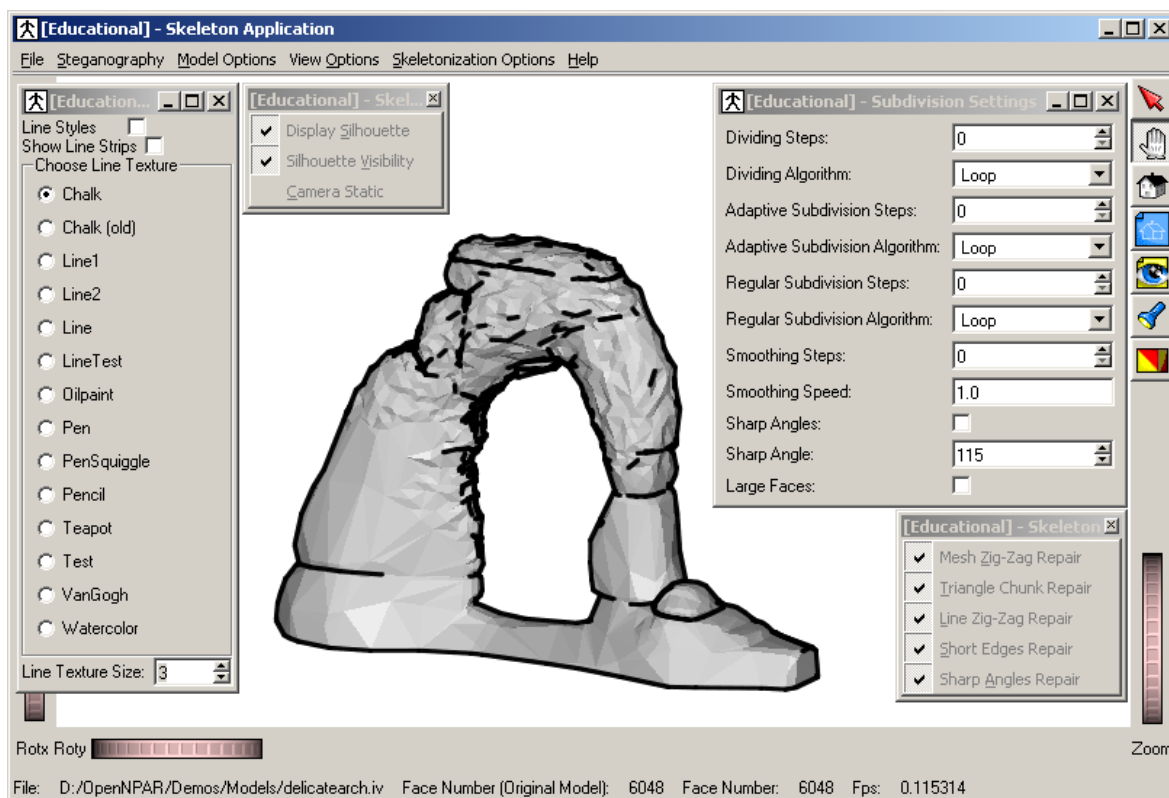 [Educational] - Skeleton Application
File Steganography Model Options View Options Skeletonization Options Help
[Education...
Line Styles
Show Line Strips
Choose Line Texture
Chalk
Chalk (old)
Line1
Line2
Line
LineTest
Oilpaint
Pen
PenSquiggle
Pencil
Teapot
Test
VanGogh
Watercolor
Line Texture Size: 3
[Educational] - Skel...
Display Silhouette
Silhouette Visibility
Camera Static
[Educational] - Subdivision Settings
Dividing Steps: 0
Dividing Algorithm: Loop
Adaptive Subdivision Steps: 0
Adaptive Subdivision Algorithm: Loop
Regular Subdivision Steps: 0
Regular Subdivision Algorithm: Loop
Smoothing Steps: 0
Smoothing Speed: 1.0
Sharp Angles:
Sharp Angle: 115
Large Faces:
[Educational] - Skeleton
Mesh Zig-Zag Repair
Triangle Chunk Repair
Line Zig-Zag Repair
Short Edges Repair
Sharp Angles Repair
Rotx Roty Zoom
File: D:/OpenNPAR/Demos/Models/delicatearch.iv Face Number (Original Model): 6048 Face Number: 6048 Fps: 0.115314